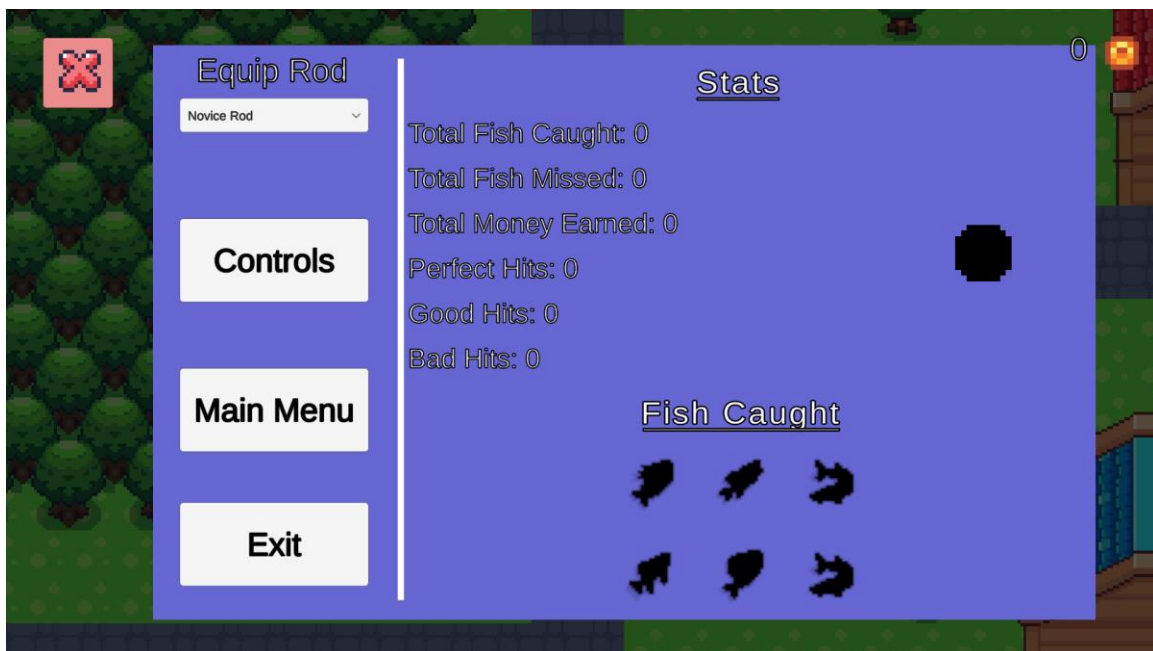 Equip Rod
Novice Rod
Controls
Main Menu
Exit
Stats
Total Fish Caught: 0
Total Fish Missed: 0
Total Money Earned: 0
Perfect Hits: 0
Good Hits: 0
Bad Hits: 0
Fish Caught
0